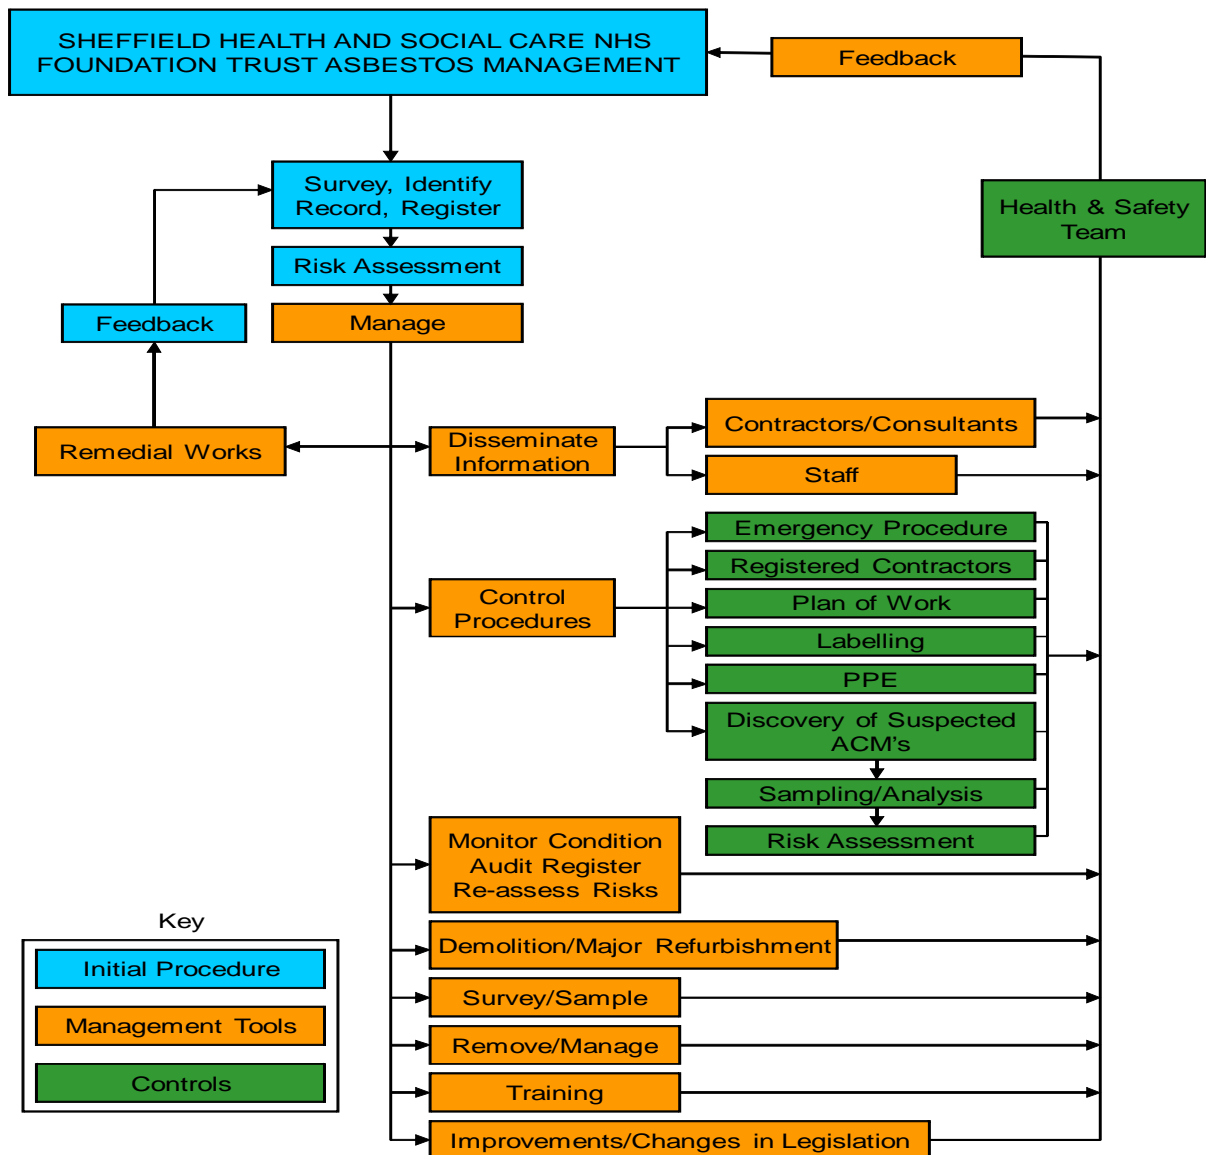 SHEFFIELD HEALTH AND SOCIAL CARE NHS
FOUNDATION TRUST ASBESTOS MANAGEMENT
Feedback
Survey, Identify
Record, Register
Health & Safety
Team
Risk Assessment
Feedback
Manage
Remedial Works
Disseminate
Information
Contractors/Consultants
Staff
Control
Procedures
Emergency Procedure
Registered Contractors
Plan of Work
Labelling
PPE
Discovery of Suspected
ACM's
Sampling/Analysis
Risk Assessment
Monitor Condition
Audit Register
Re-assess Risks
Demolition/Major Refurbishment
Survey/Sample
Remove/Manage
Training
Improvements/Changes in Legislation
Key
Initial Procedure
Management Tools
Controls